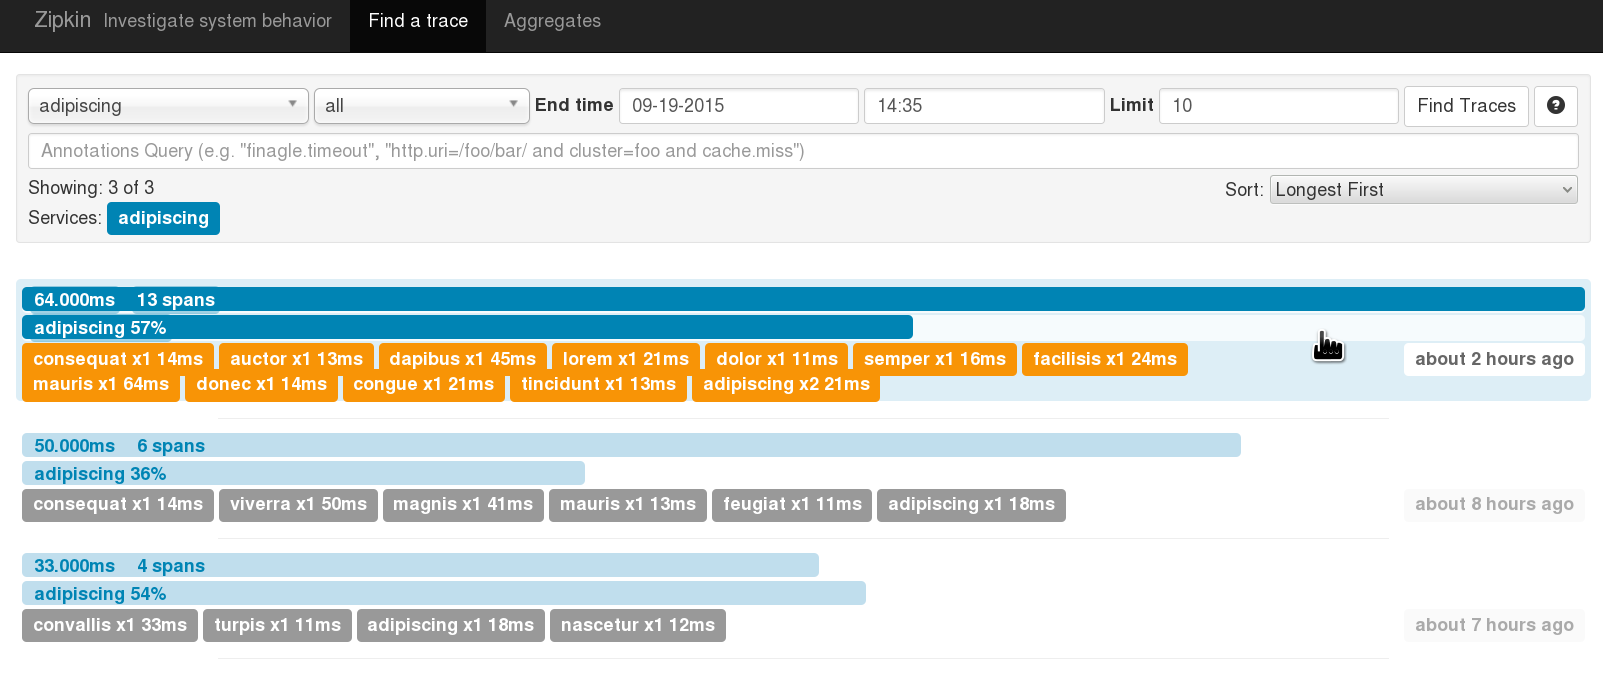 Zipkin Investigate system behavior Find a trace Aggregates
adipiscing all End time 09-19-2015 14:35 Limit 10 Find Traces ?
Annotations Query (e.g. "finagle.timeout", "http.uri=/foo/bar/ and cluster=foo and cache.miss")
Showing: 3 of 3 Sort: Longest First
Services: adipiscing
64.000ms 13 spans
adipiscing 57%
consequat x1 14ms auctor x1 13ms dapibus x1 45ms lorem x1 21ms dolor x1 11ms semper x1 16ms facilisis x1 24ms about 2 hours ago
mauris x1 64ms donec x1 14ms congue x1 21ms tincidunt x1 13ms adipiscing x2 21ms
50.000ms 6 spans
adipiscing 36%
consequat x1 14ms viverra x1 50ms magnis x1 41ms mauris x1 13ms feugiat x1 11ms adipiscing x1 18ms about 8 hours ago
33.000ms 4 spans
adipiscing 54%
convallis x1 33ms turpis x1 11ms adipiscing x1 18ms nascetur x1 12ms about 7 hours ago